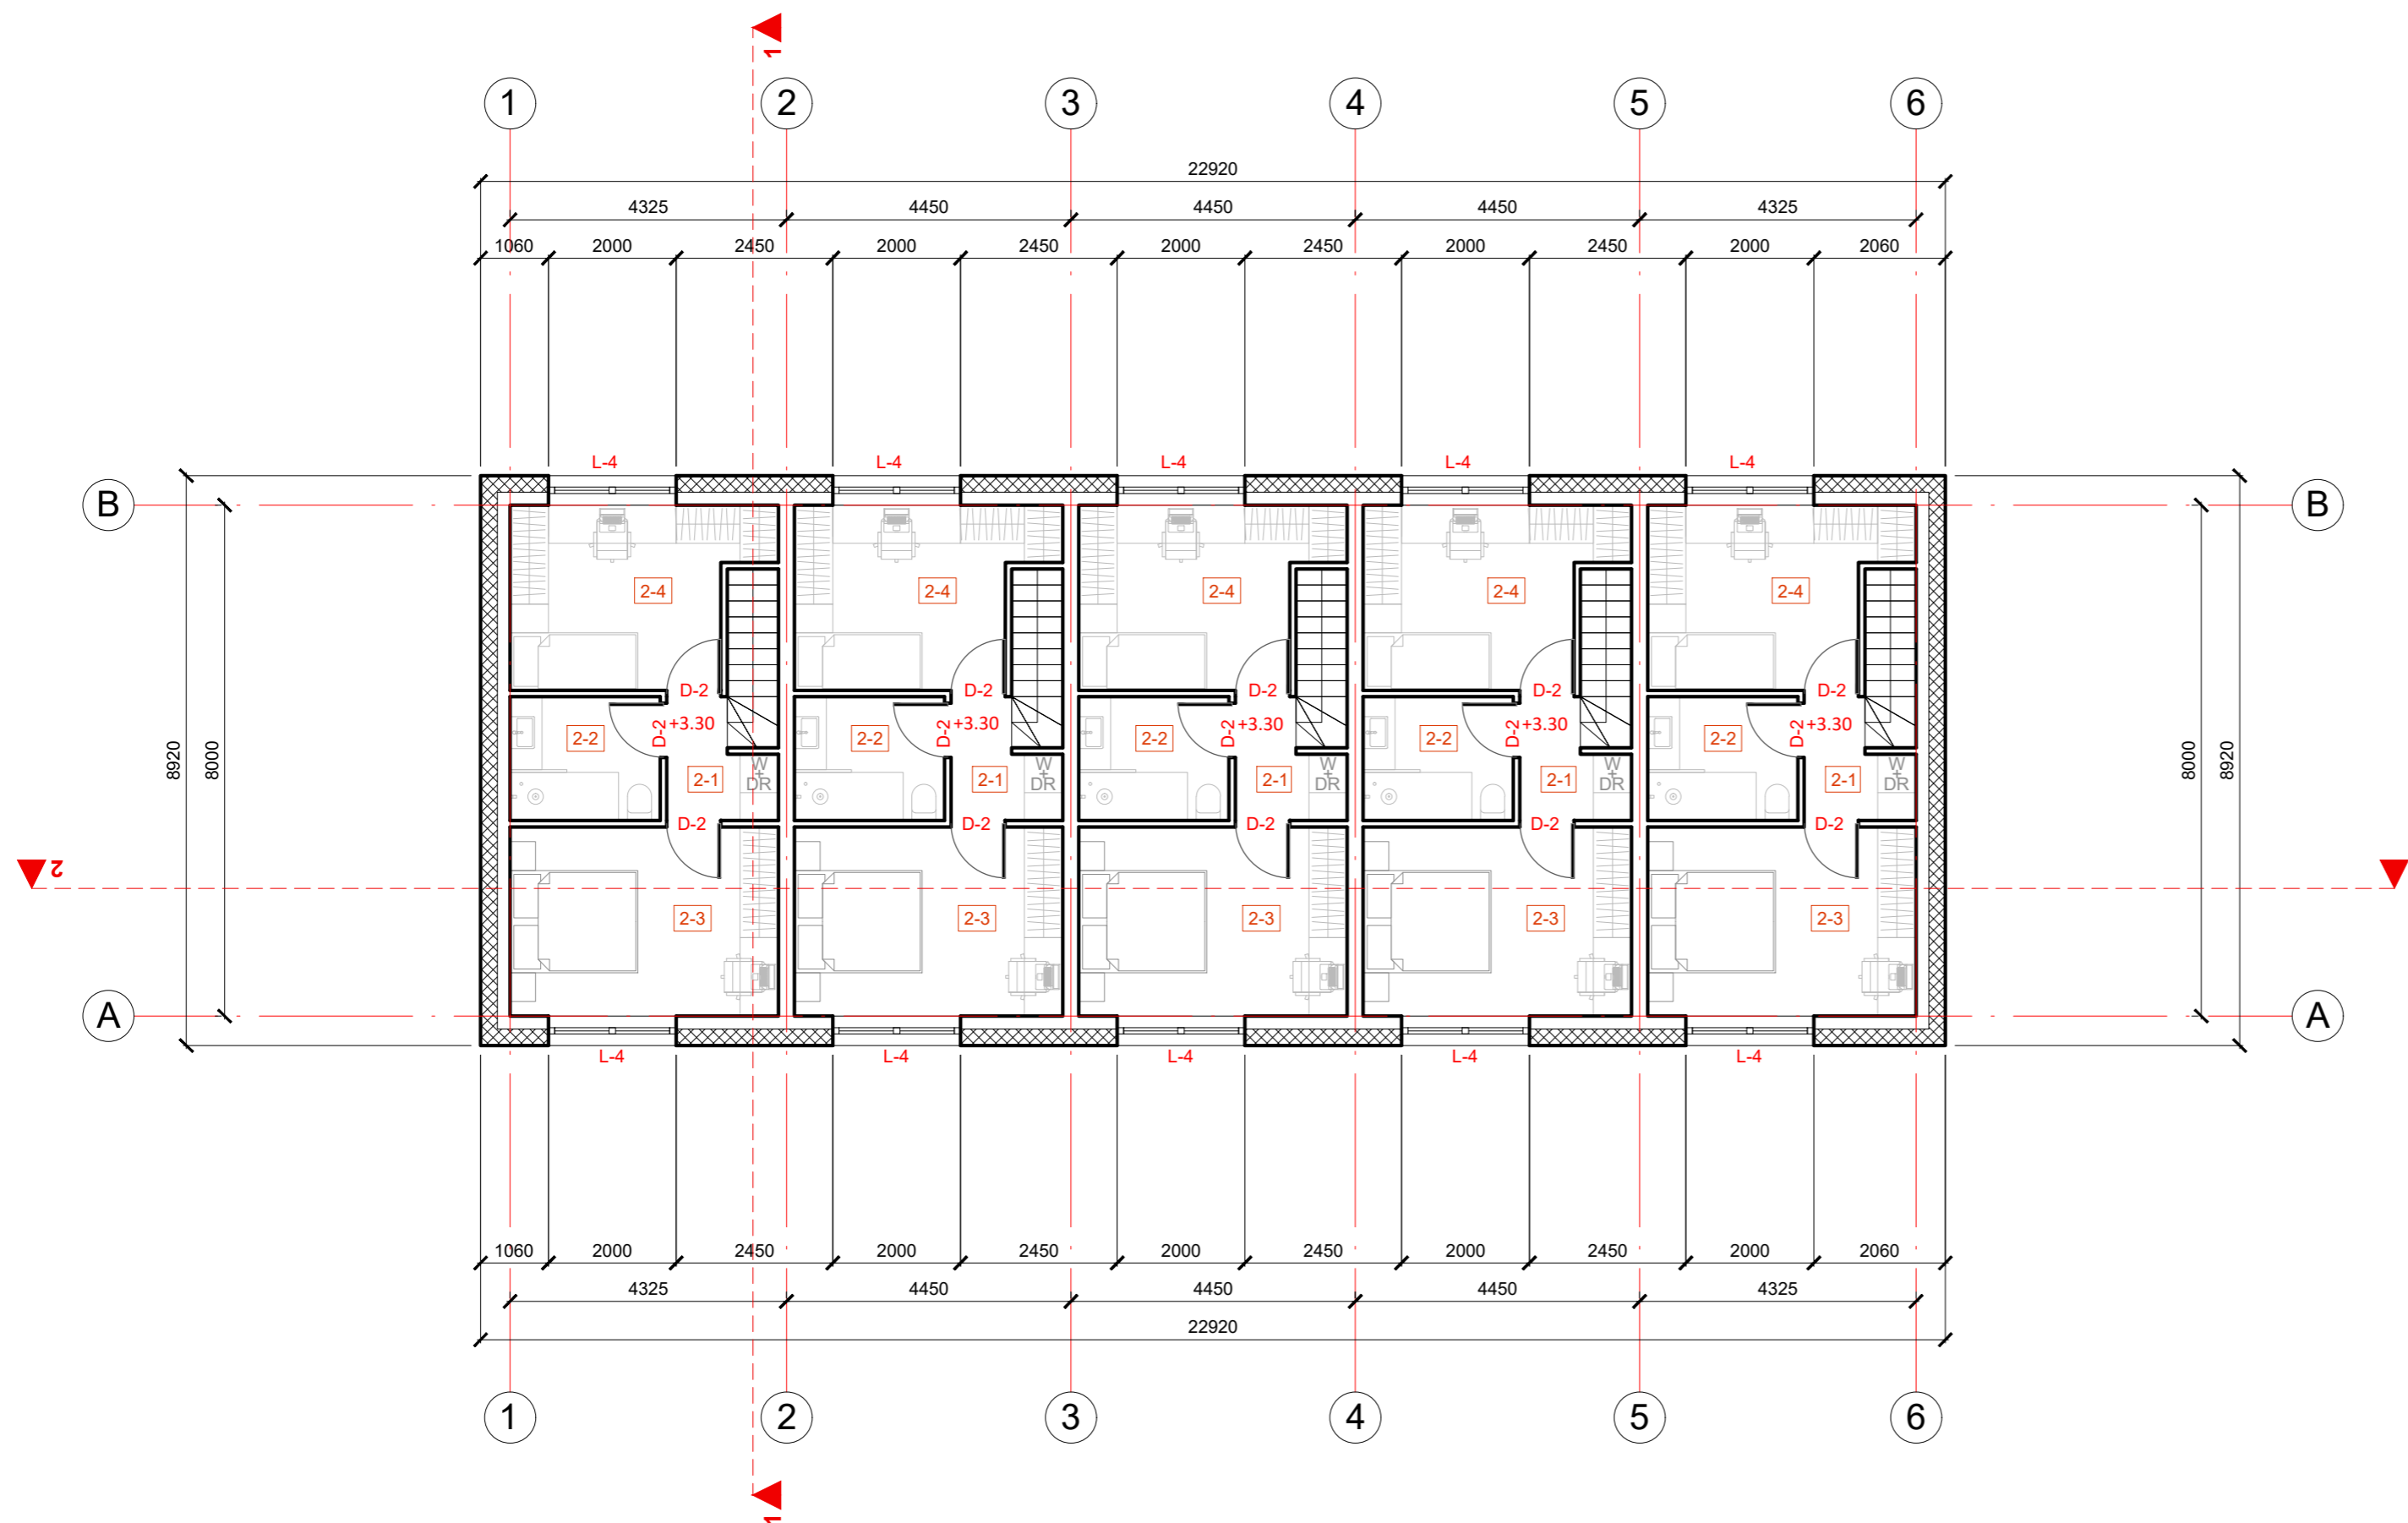 1
1 2 3 4 5 6
22920
4325 4450 4450 4450 4325
1060 2000 2450 2000 2450 2000 2450 2000 2450 2000 2060
L-4 L-4 L-4 L-4 L-4
B B
2-4 2-4 2-4 2-4 2-4
D-2 D-2 D-2 D-2 D-2
D-2 +3.30 D-2 +3.30 D-2 +3.30 D-2 +3.30 D-2 +3.30
2-2 2-2 2-2 2-2 2-2
8920 8000 8000 8920
W W W W W
+ + + + +
2-1 DR 2-1 DR 2-1 DR 2-1 DR 2-1 DR
D-2 D-2 D-2 D-2 D-2
2
2-3 2-3 2-3 2-3 2-3
A A
L-4 L-4 L-4 L-4 L-4
1060 2000 2450 2000 2450 2000 2450 2000 2450 2000 2060
4325 4450 4450 4450 4325
22920
1 2 3 4 5 6
1